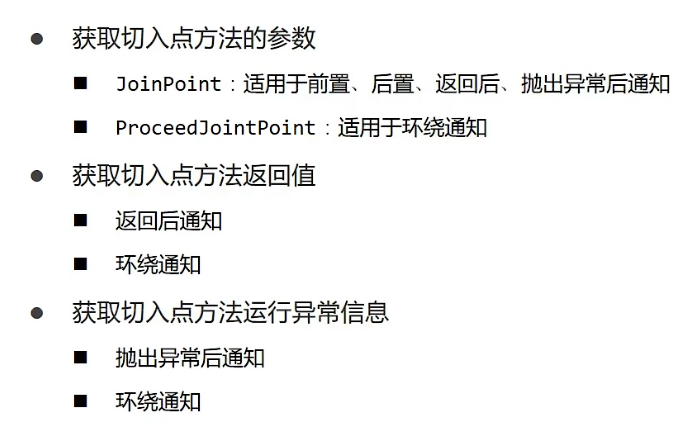 ● 获取切入点方法的参数
■ JoinPoint：适用于前置、后置、返回后、抛出异常后通知
■ ProceedJointPoint：适用于环绕通知
● 获取切入点方法返回值
■ 返回后通知
■ 环绕通知
● 获取切入点方法运行异常信息
■ 抛出异常后通知
■ 环绕通知